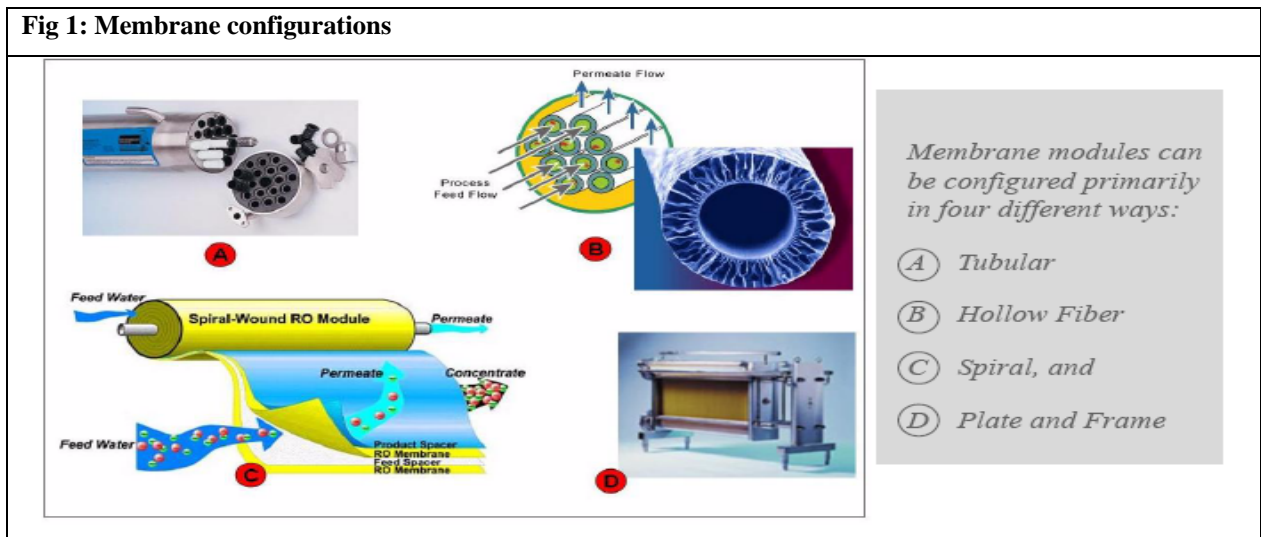 Fig 1: Membrane configurations
Permeate Flow
Process
Feed Flow
A
B
Feed Water
Spiral-Wound RO Module
Permeate
Permeate
Concentrate
Feed Water
Product Spacer
RO Membrane
Feed Spacer
RO Membrane
C
D
Membrane modules can
be configured primarily
in four different ways:
A Tubular
B Hollow Fiber
C Spiral, and
D Plate and Frame